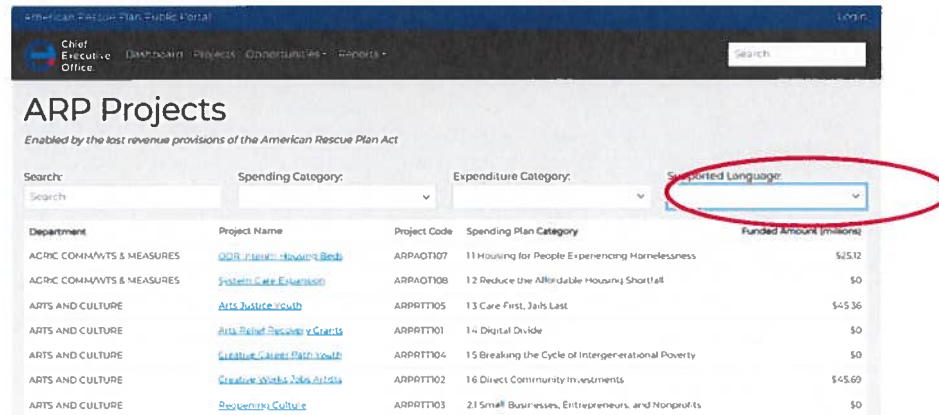 American Rescue Plan Public Portal Login
Chief
Executive
Office.
Dashboard Projects Opportunities Reports
Search
ARP Projects
Enabled by the lost revenue provisions of the American Rescue Plan Act
Search: Spending Category: Expenditure Category: Supported Language:
Search
Department Project Name Project Code Spending Plan Category Funded Amount (millions)
AGRIC COMM/WTS & MEASURES ODR Interim Housing Beds ARPAOT107 1.1 Housing for People Experiencing Homelessness $25.12
AGRIC COMM/WTS & MEASURES System Care Expansion ARPAOT108 1.2 Reduce the Affordable Housing Shortfall $0
ARTS AND CULTURE Arts Justice Youth ARPRTT105 1.3 Care First, Jails Last $45.36
ARTS AND CULTURE Arts Relief Recovery Grants ARPRTT101 1.4 Digital Divide $0
ARTS AND CULTURE Creative Career Path Youth ARPRTT104 1.5 Breaking the Cycle of Intergenerational Poverty $0
ARTS AND CULTURE Creative Works Jobs Artists ARPRTT102 1.6 Direct Community Investments $45.69
ARTS AND CULTURE Reopening Culture ARPRTT103 2.1 Small Businesses, Entrepreneurs, and Nonprofits $0